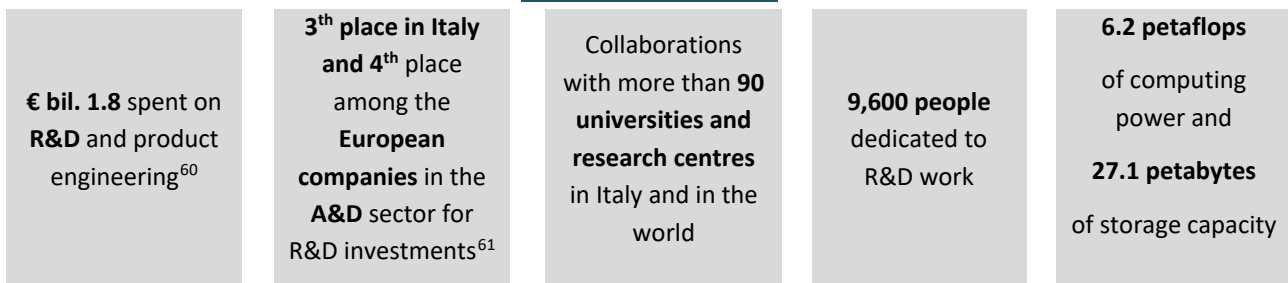 € bil. 1.8 spent on
R&D and product
engineering60
3th place in Italy
and 4th place
among the
European
companies in the
A&D sector for
R&D investments61
Collaborations
with more than 90
universities and
research centres
in Italy and in the
world
9,600 people
dedicated to
R&D work
6.2 petaflops
of computing
power and
27.1 petabytes
of storage capacity